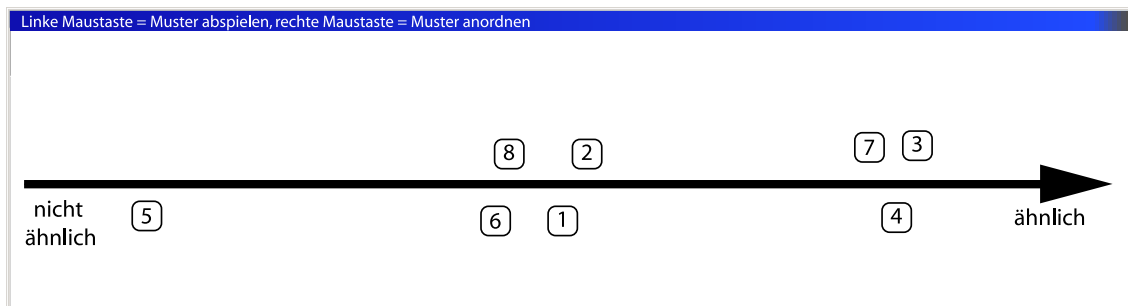 Linke Maustaste = Muster abspielen, rechte Maustaste = Muster anordnen
8 2 7 3
nicht
ähnlich
5 6 1 4
ähnlich